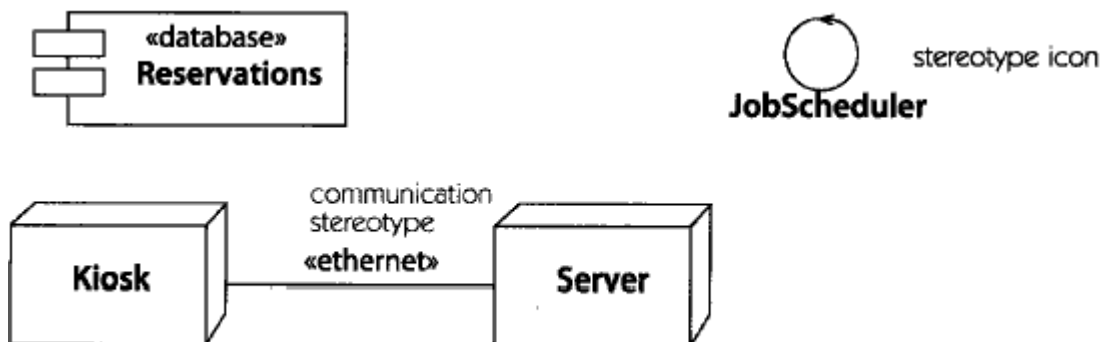 «database»
Reservations
stereotype icon
JobScheduler
communication
stereotype
«ethernet»
Kiosk
Server